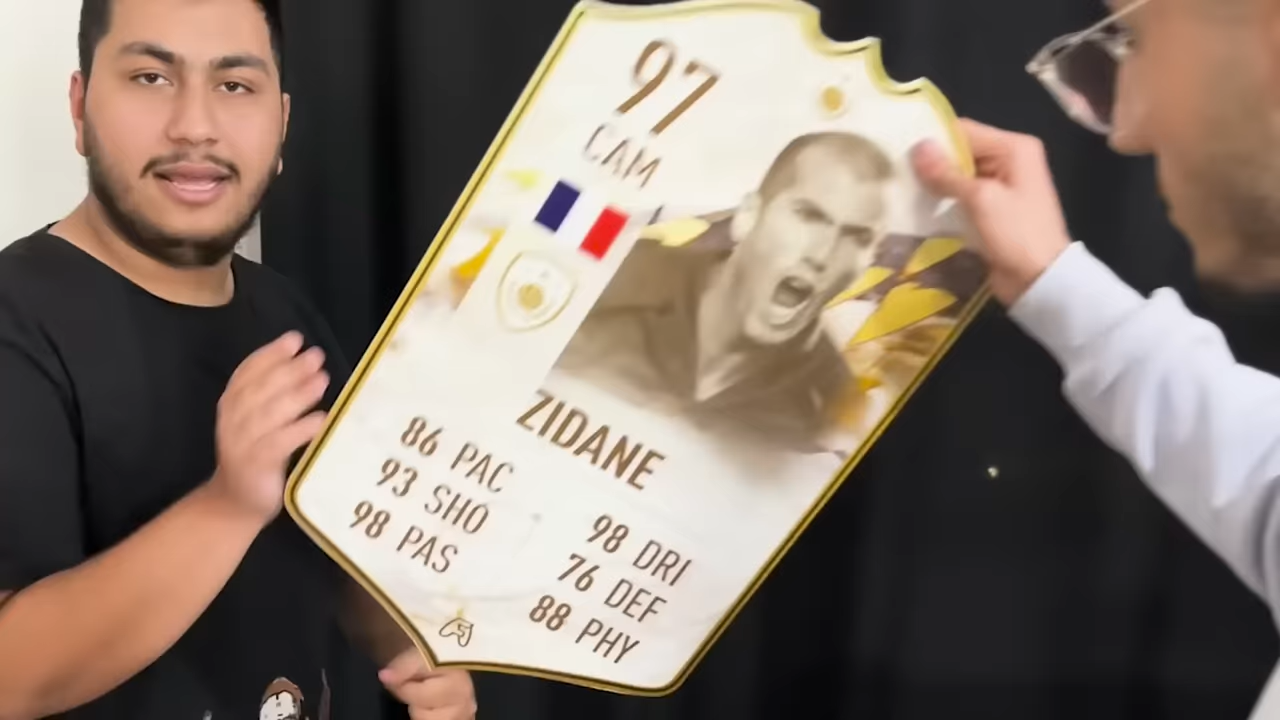 97
CAM
ZIDANE
86 PAC
93 SHO
98 PAS
98 DRI
76 DEF
88 PHY